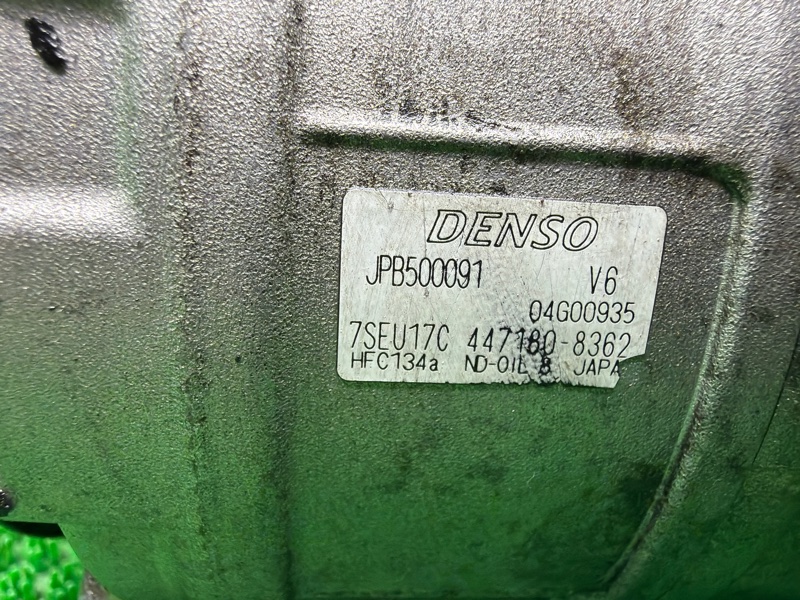 DENSO
JPB500091 V6
04G00935
7SEU17C 447180-8362
HFC134a ND-OIL 8 JAPA